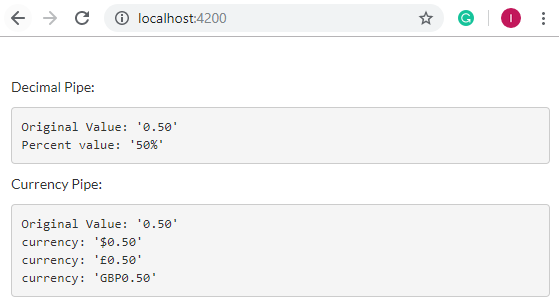 localhost:4200
G
I
Decimal Pipe:
Original Value: '0.50'
Percent value: '50%'
Currency Pipe:
Original Value: '0.50'
currency: '$0.50'
currency: '£0.50'
currency: 'GBP0.50'